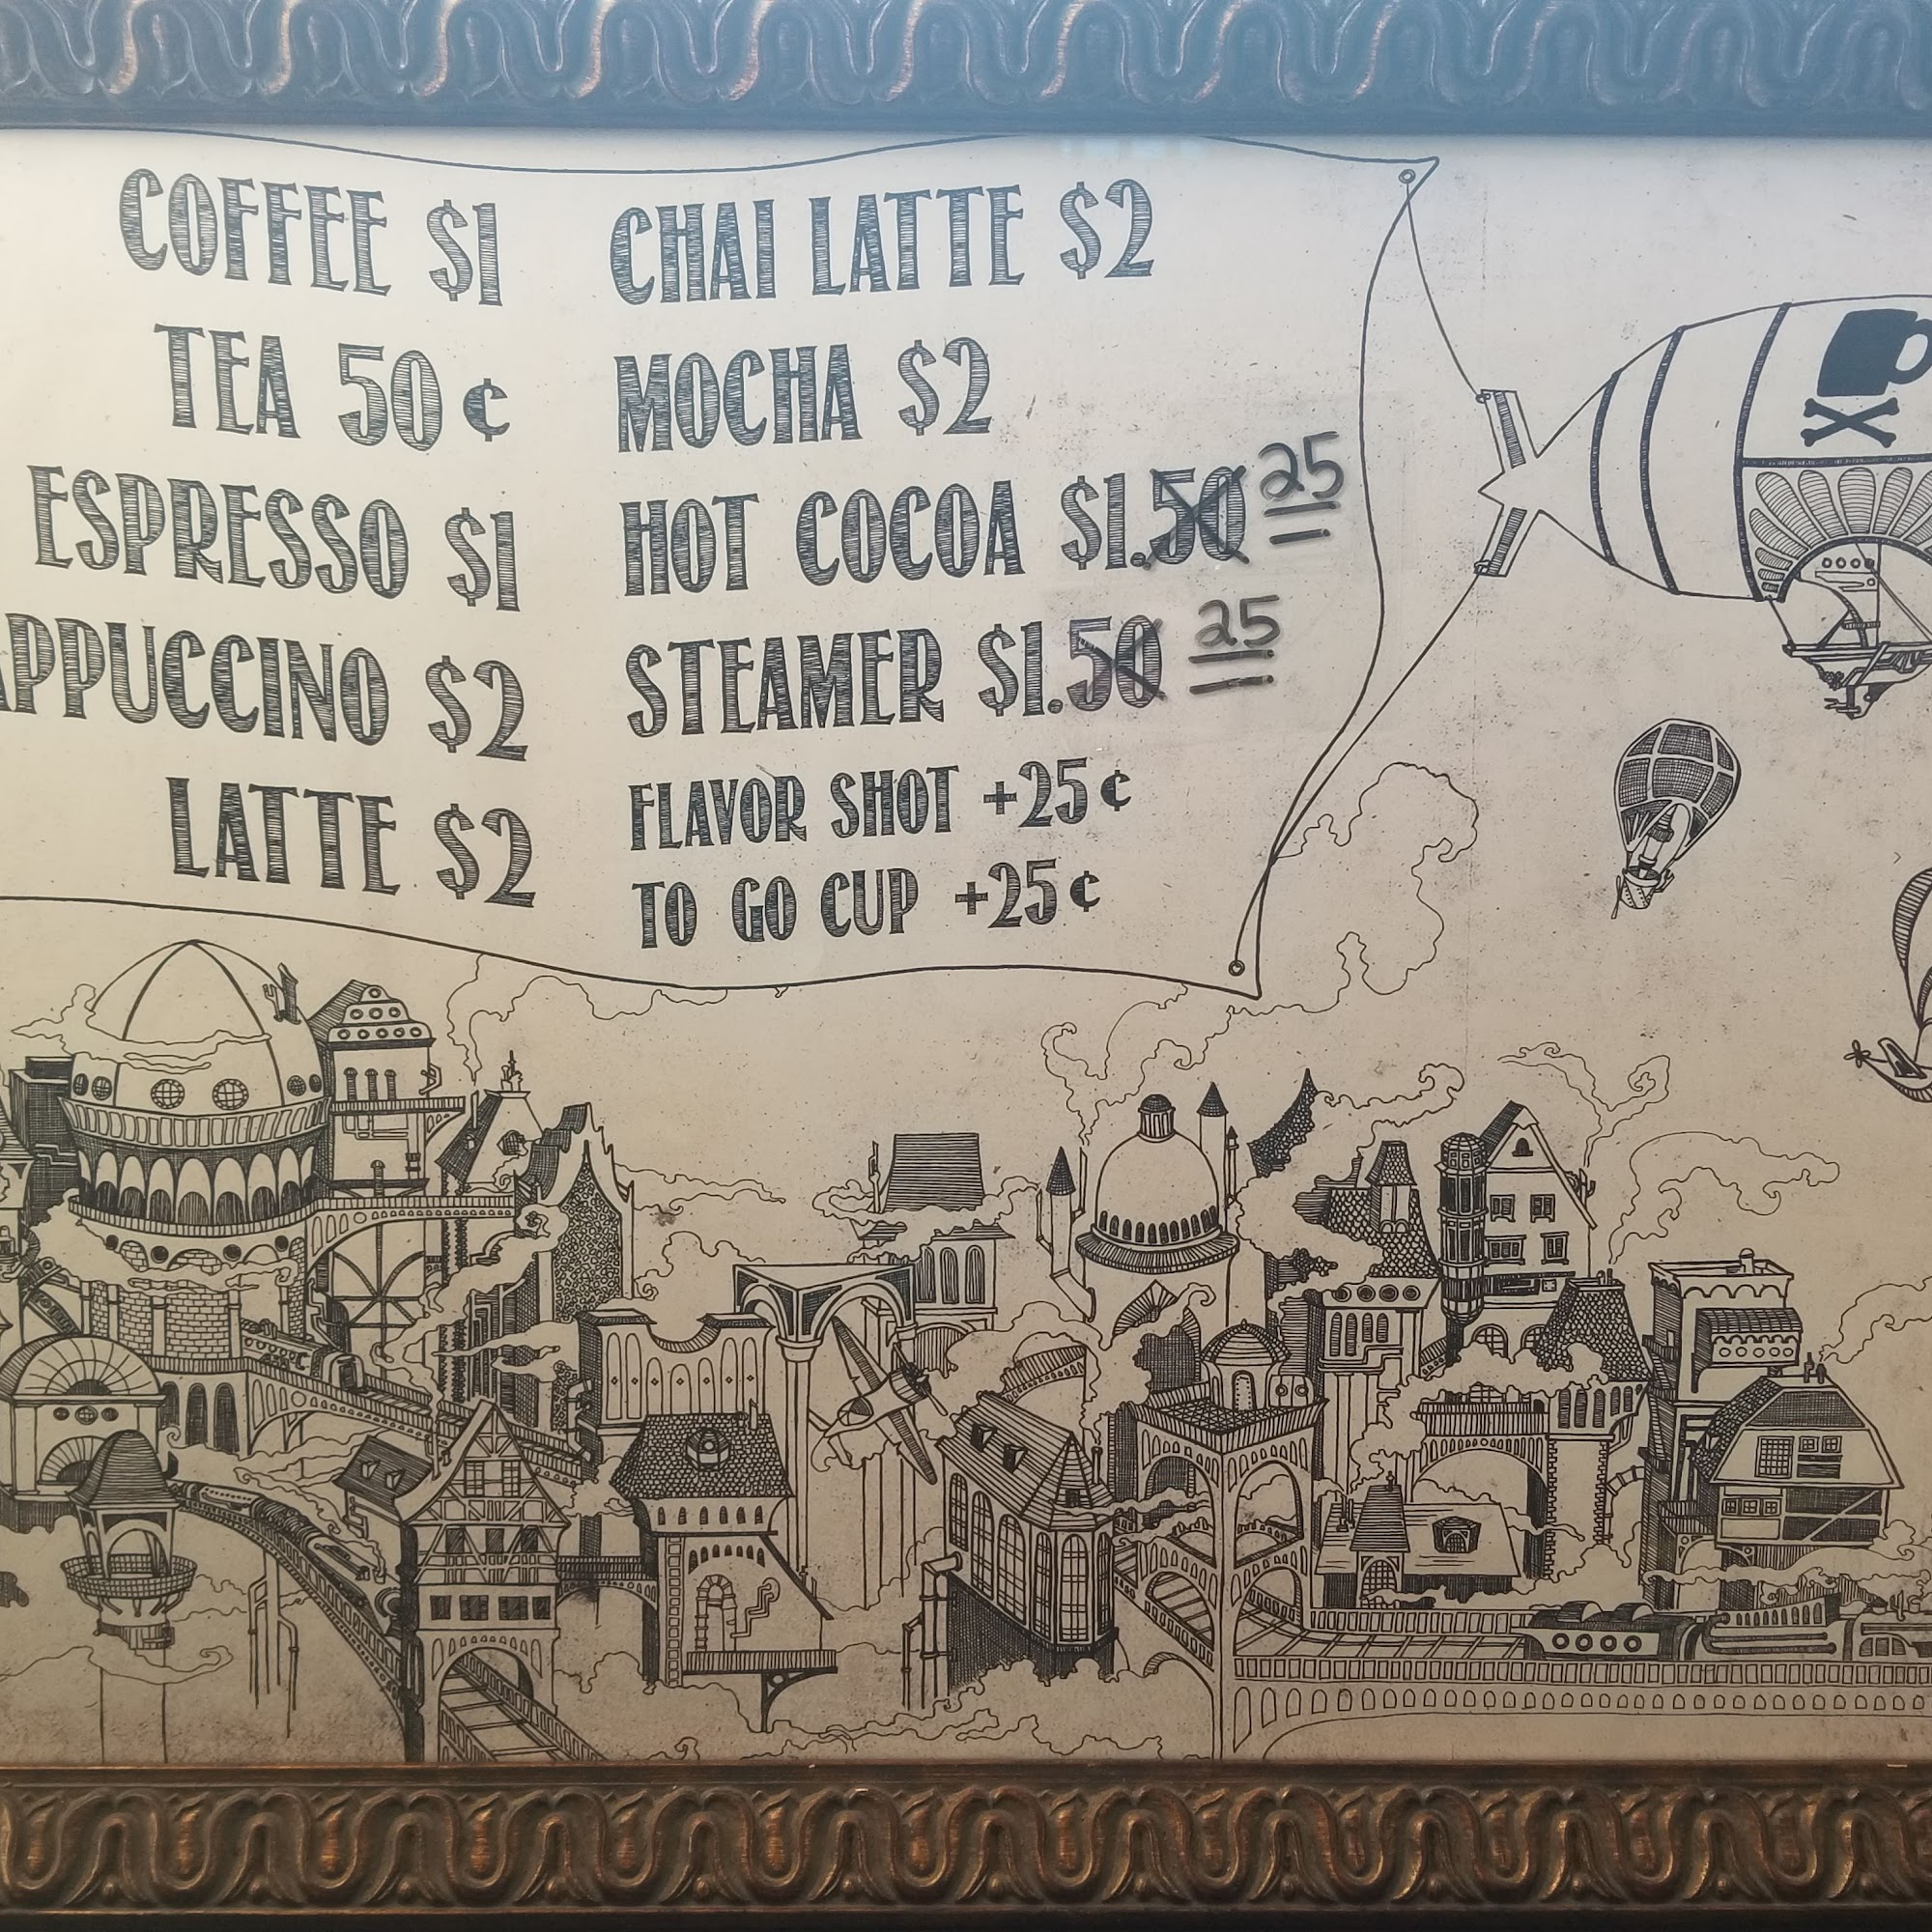 COFFEE $1
TEA 50¢
ESPRESSO $1
APPUCCINO $2
LATTE $2
CHAI LATTE $2
MOCHA $2
HOT COCOA $1.50 25
STEAMER $1.50 25
FLAVOR SHOT +25¢
TO GO CUP +25¢